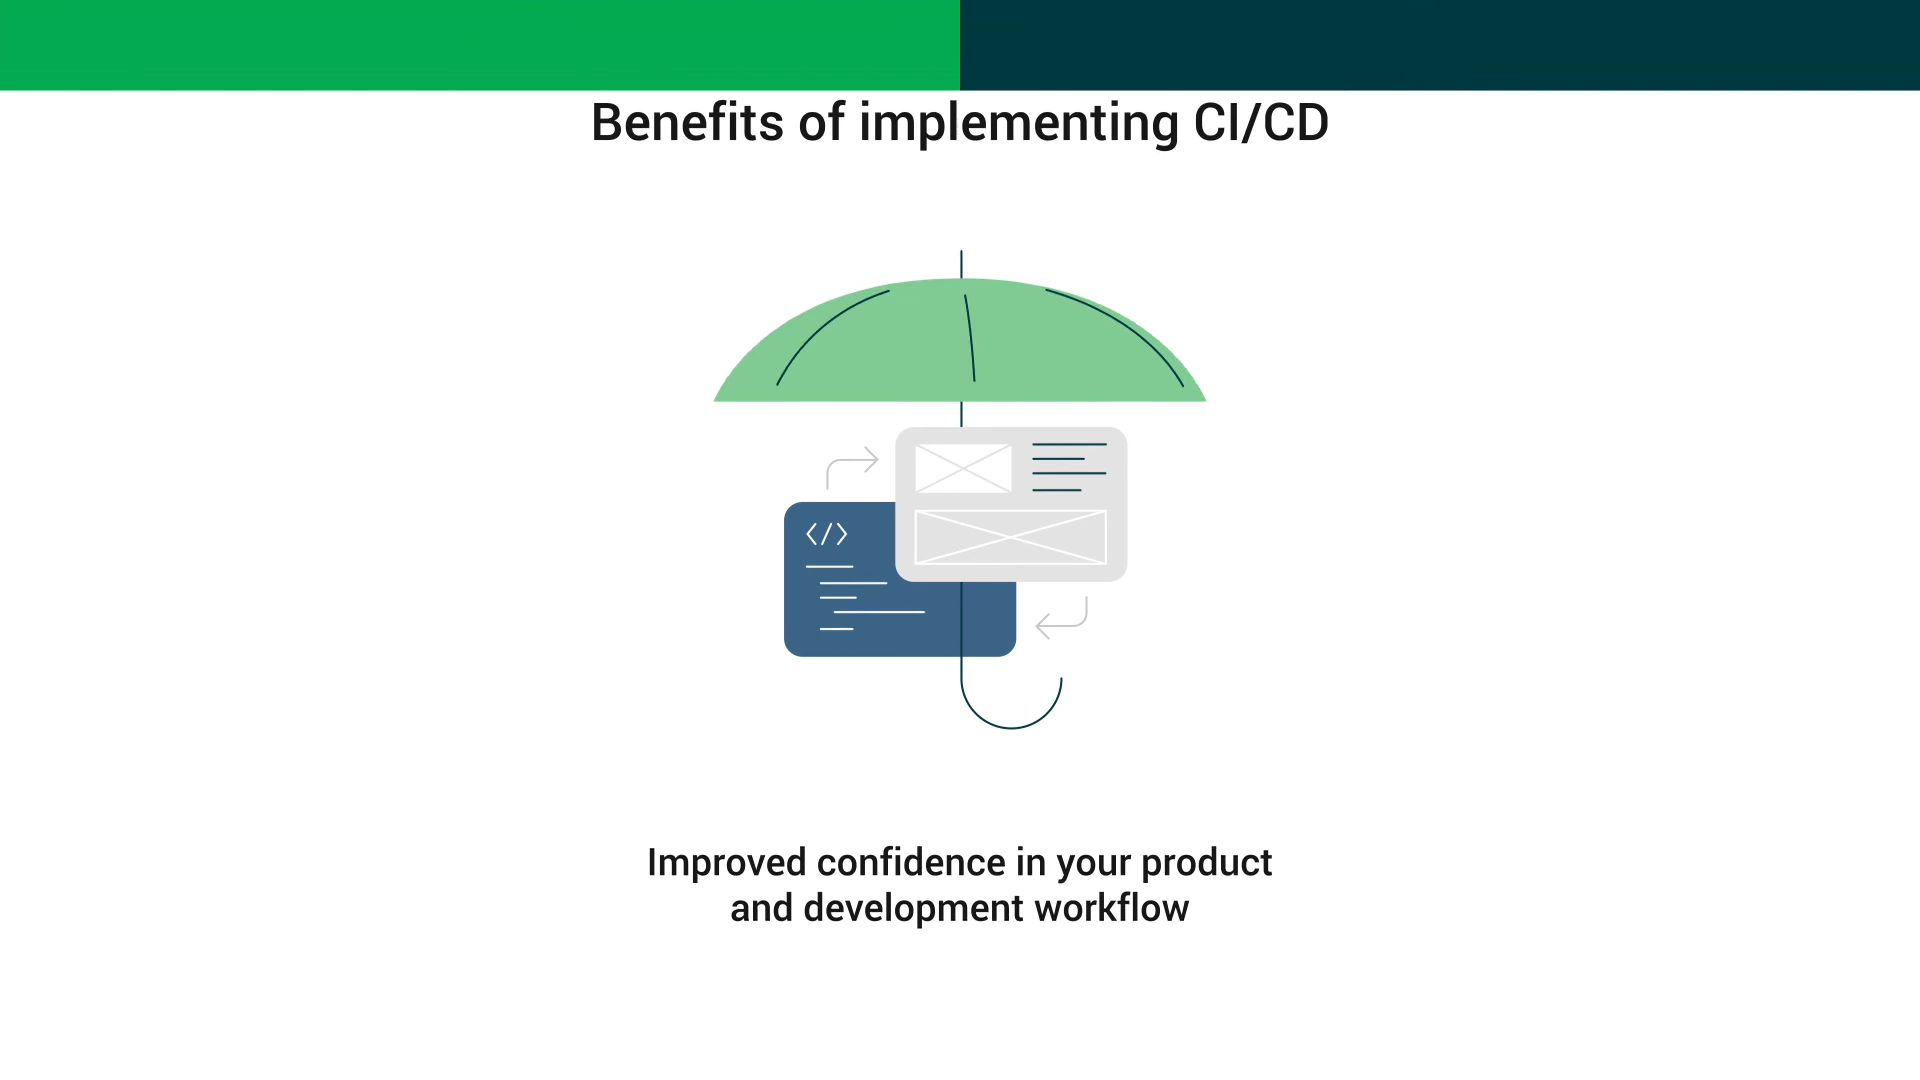 Benefits of implementing CI/CD
</>
Improved confidence in your product
and development workflow